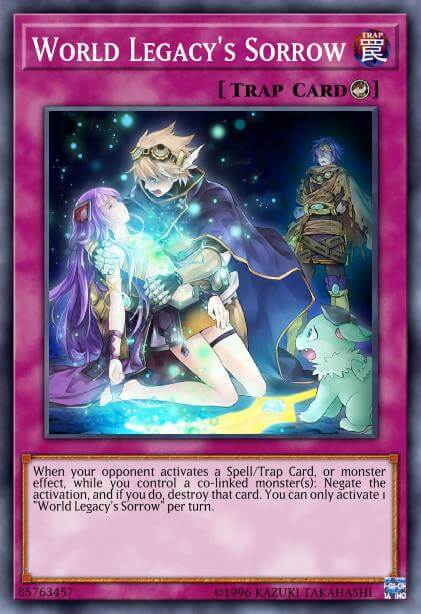 World Legacy's Sorrow
TRAP
罠
[Trap Card]
When your opponent activates a Spell/Trap Card, or monster
effect, while you control a co-linked monster(s): Negate the
activation, and if you do, destroy that card. You can only activate 1
"World Legacy's Sorrow" per turn.
85763457
©1996 KAZUKI TAKAHASHI